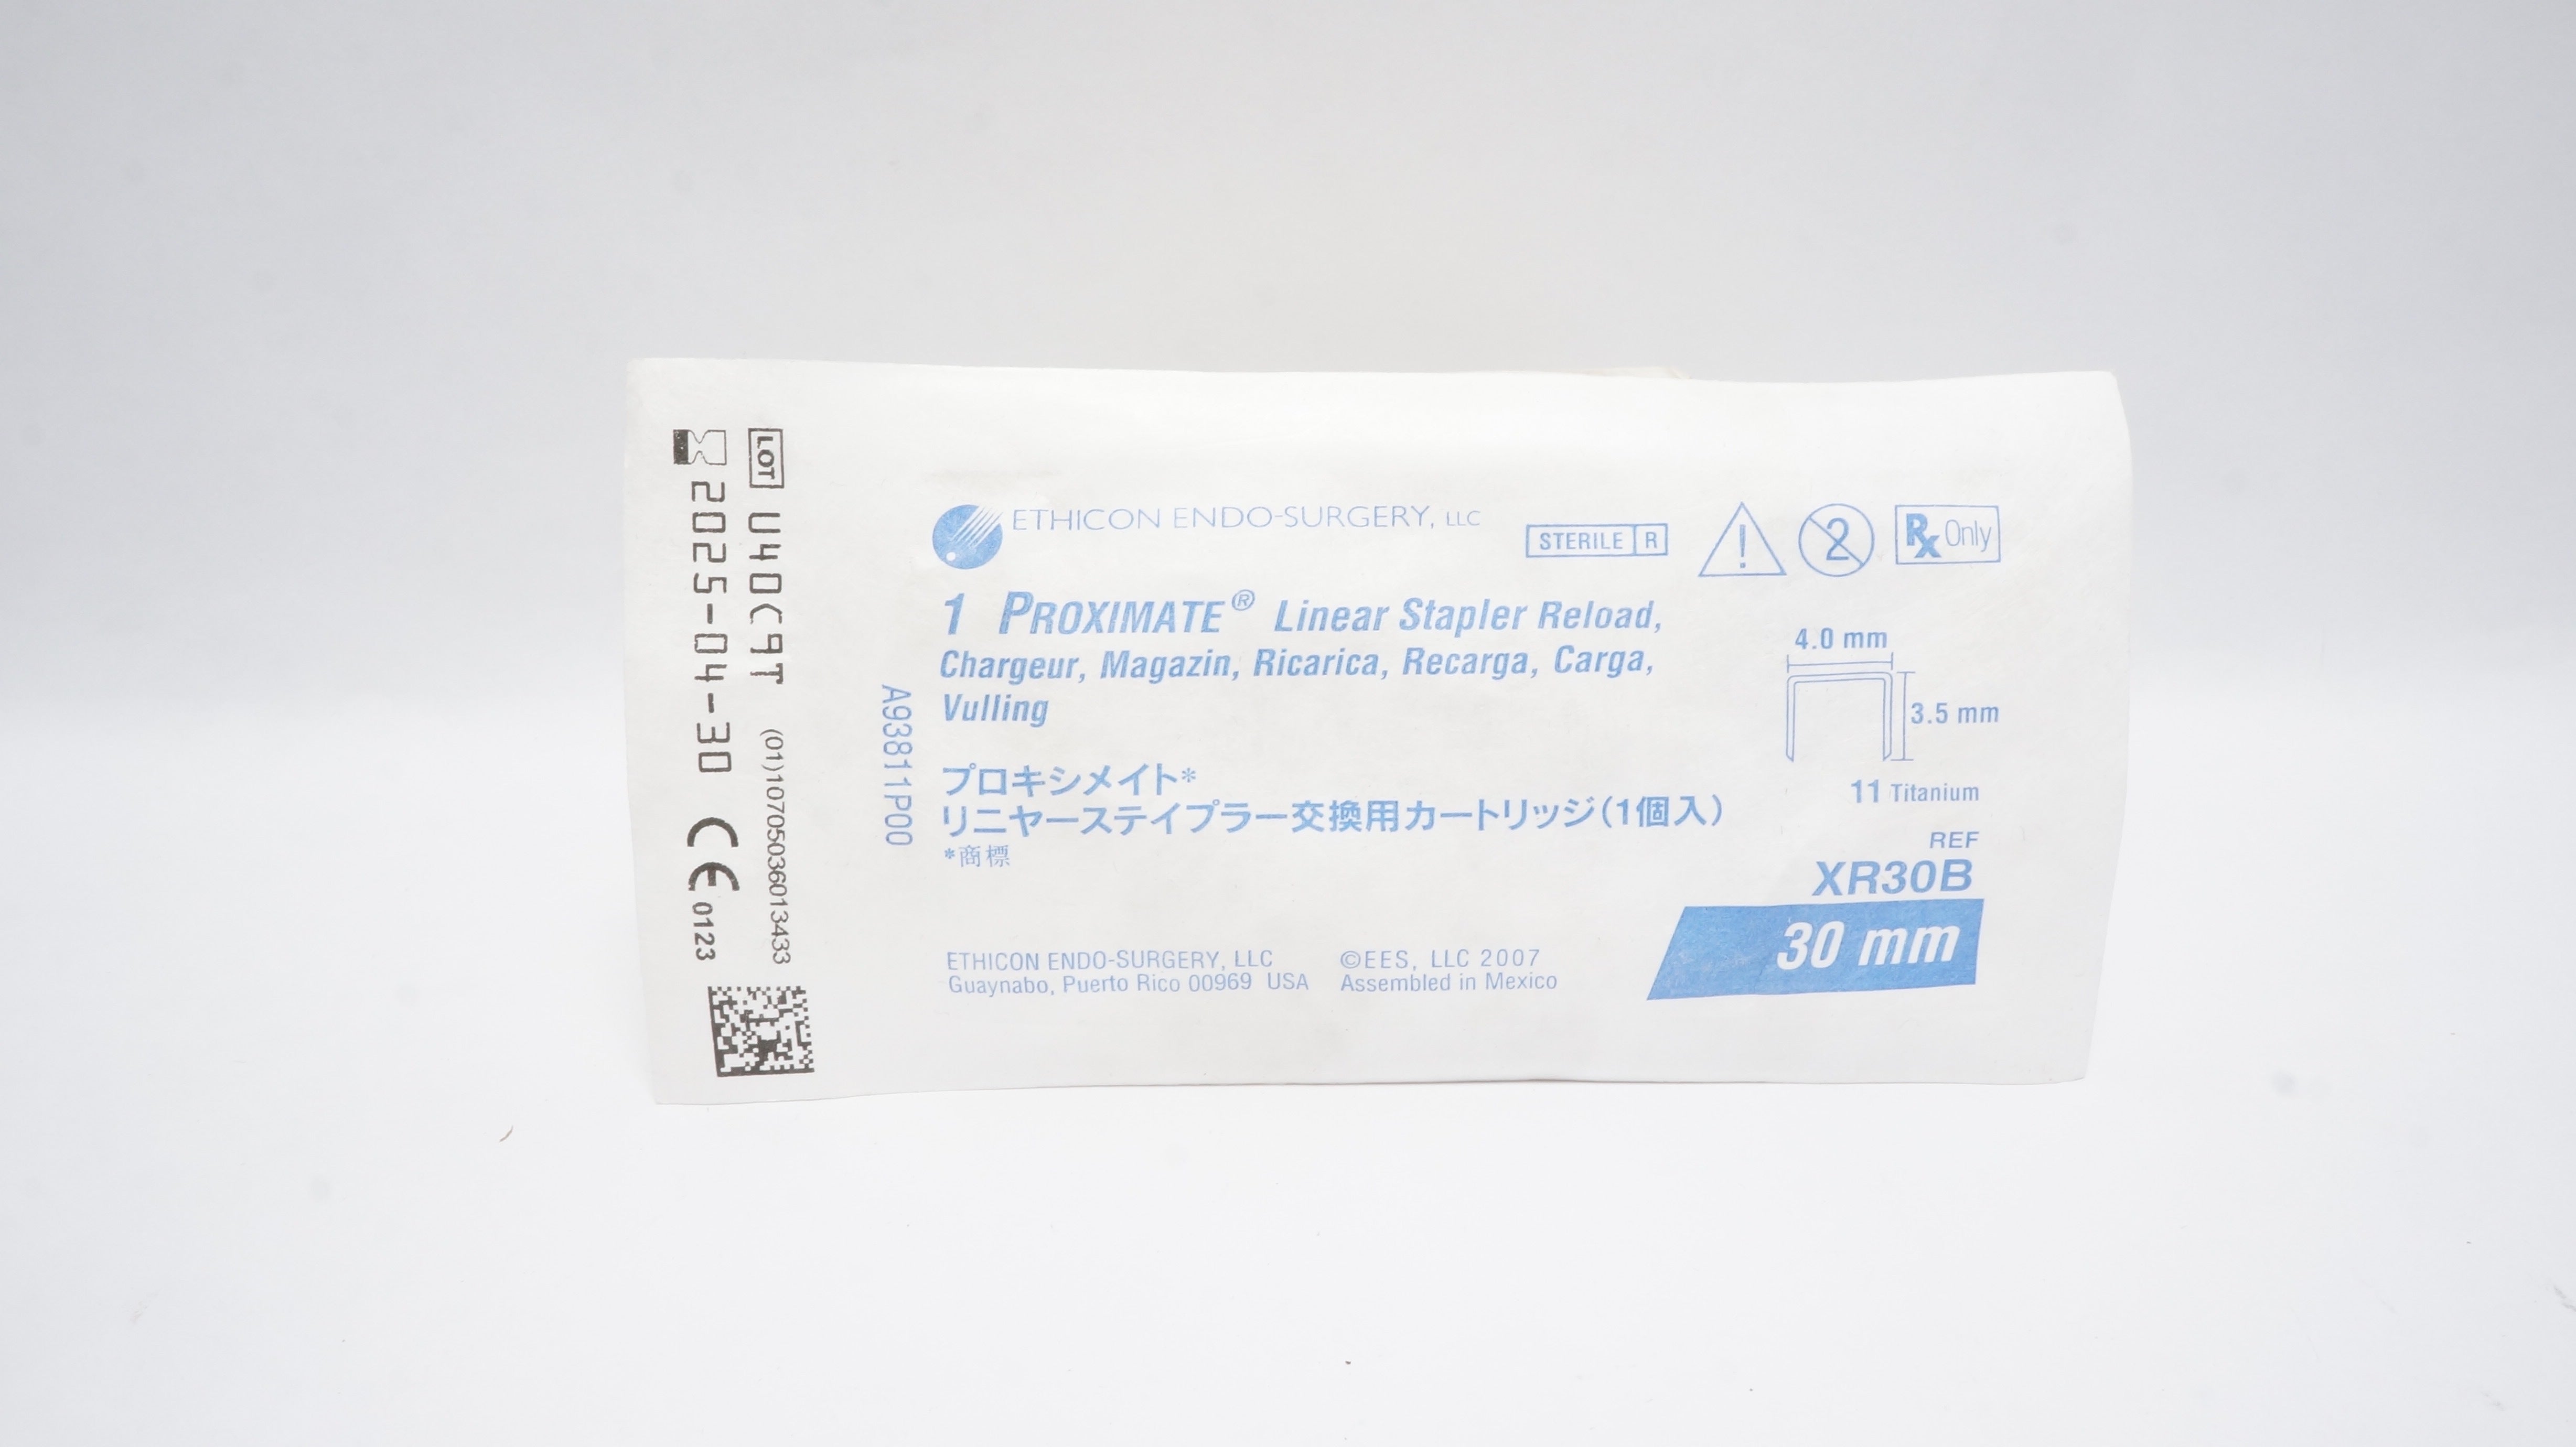 LOT U40C9T (01)10705036013433
2025-04-30 CE 0123
A93811P00
ETHICON ENDO-SURGERY, LLC
STERILE R
2
Rx Only
1 PROXIMATE® Linear Stapler Reload,
Chargeur, Magazin, Ricarica, Recarga, Carga,
Vulling
プロキシメイト*
リニヤーステイプラー交換用カートリッジ(1個入)
*商標
4.0 mm
3.5 mm
11 Titanium
REF
XR30B
30 mm
ETHICON ENDO-SURGERY, LLC ©EES, LLC 2007
Guaynabo, Puerto Rico 00969 USA Assembled in Mexico